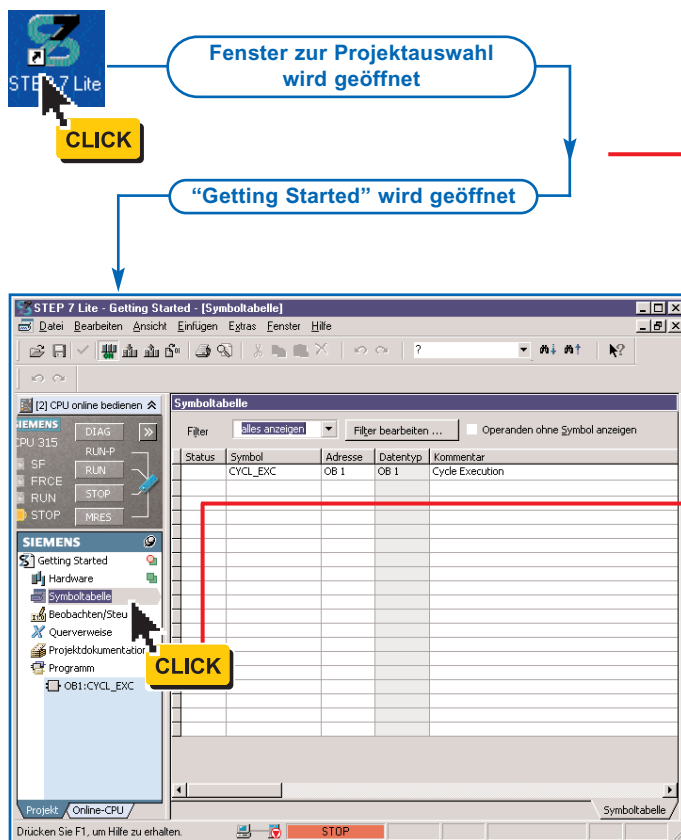 STEP 7 Lite
CLICK
Fenster zur Projektauswahl
wird geöffnet
“Getting Started” wird geöffnet
STEP 7 Lite - Getting Started - [Symboltabelle]
Datei Bearbeiten Ansicht Einfügen Extras Fenster Hilfe
?
[2] CPU online bedienen
SIEMENS
CPU 315
SF
FRCE
RUN
STOP
DIAG
RUN-P
RUN
STOP
MRES
SIEMENS
Getting Started
Hardware
Symboltabelle
Beobachten/Steu
Querverweise
Projektdokumentation
Programm
OB1:CYCL_EXC
CLICK
Projekt Online-CPU
Symboltabelle
Filter alles anzeigen Filter bearbeiten ... Operanden ohne Symbol anzeigen
Status Symbol Adresse Datentyp Kommentar
CYCL_EXC OB 1 OB 1 Cycle Execution
Symboltabelle
Drücken Sie F1, um Hilfe zu erhalten.
STOP